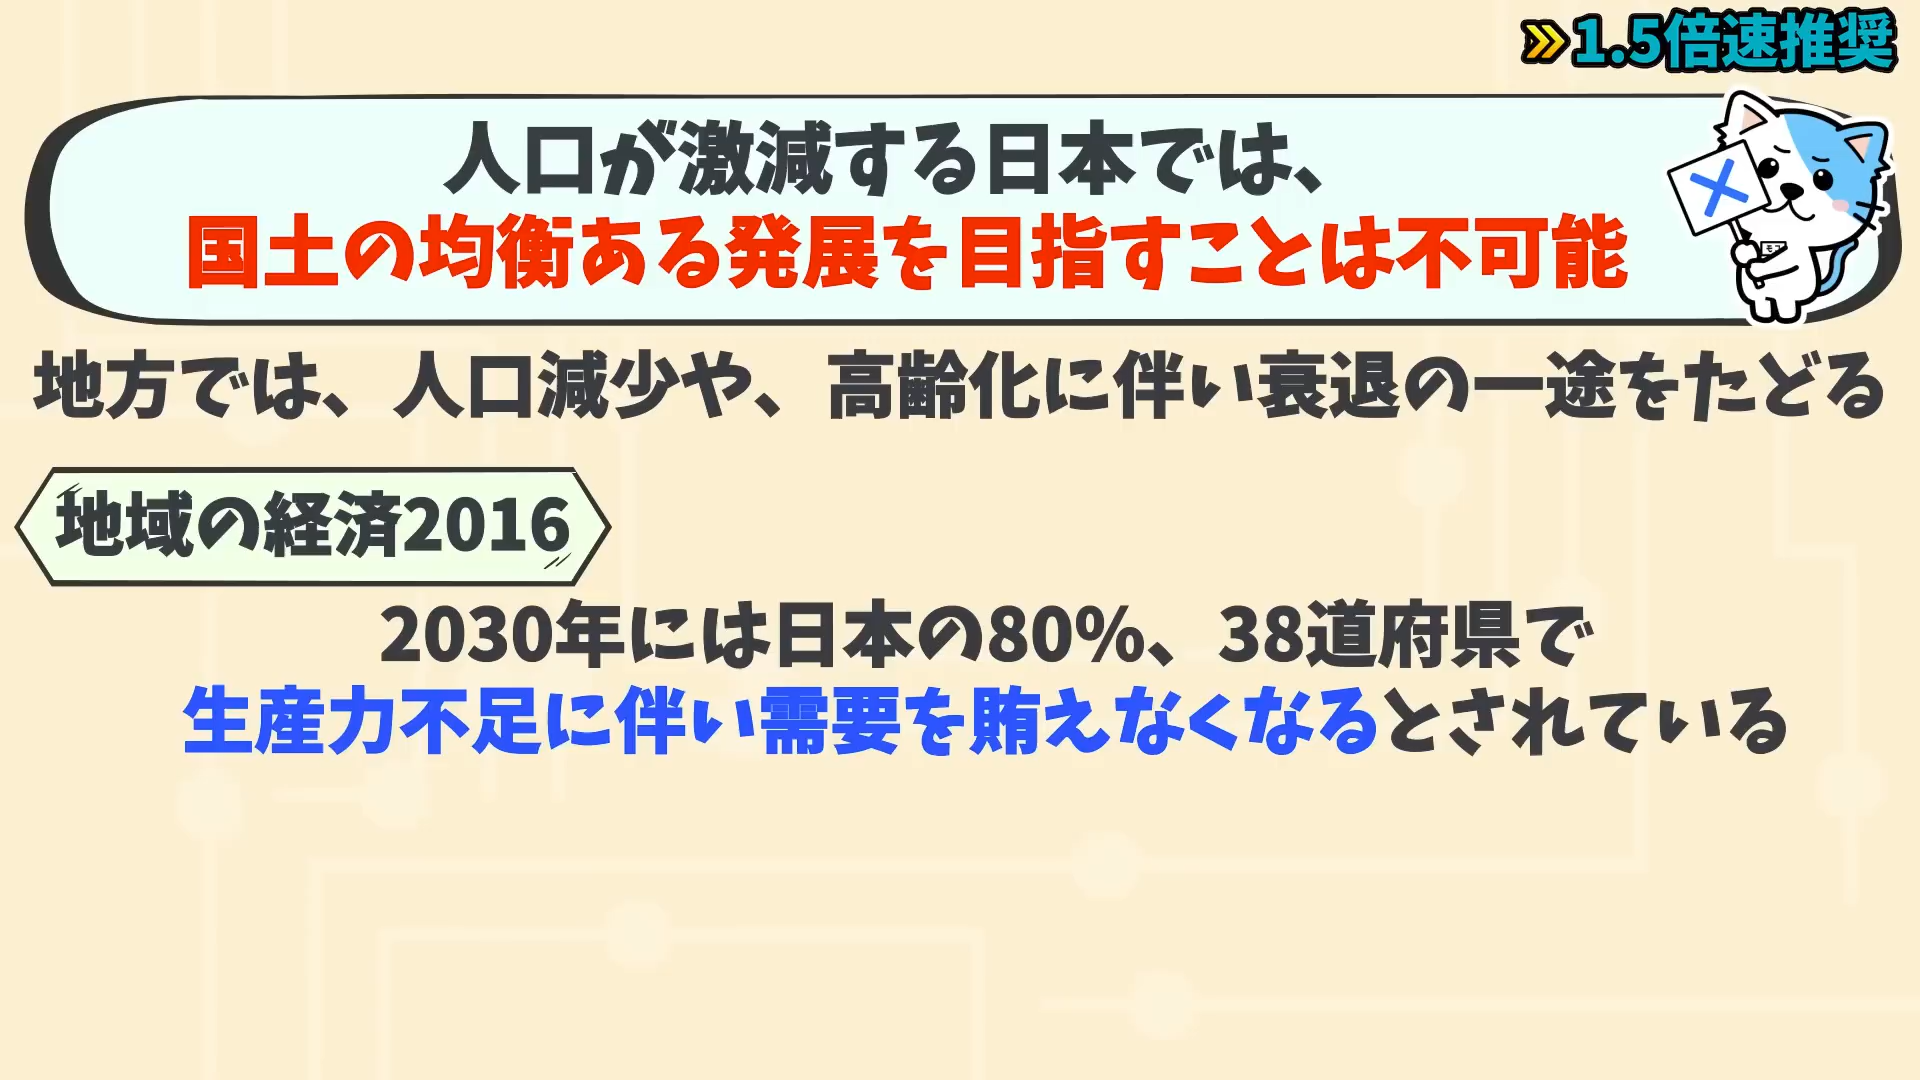 1.5倍速推奨
人口が激減する日本では、
国土の均衡ある発展を目指すことは不可能
地方では、人口減少や、高齢化に伴い衰退の一途をたどる
地域の経済2016
2030年には日本の80%、38道府県で
生産力不足に伴い需要を賄えなくなるとされている